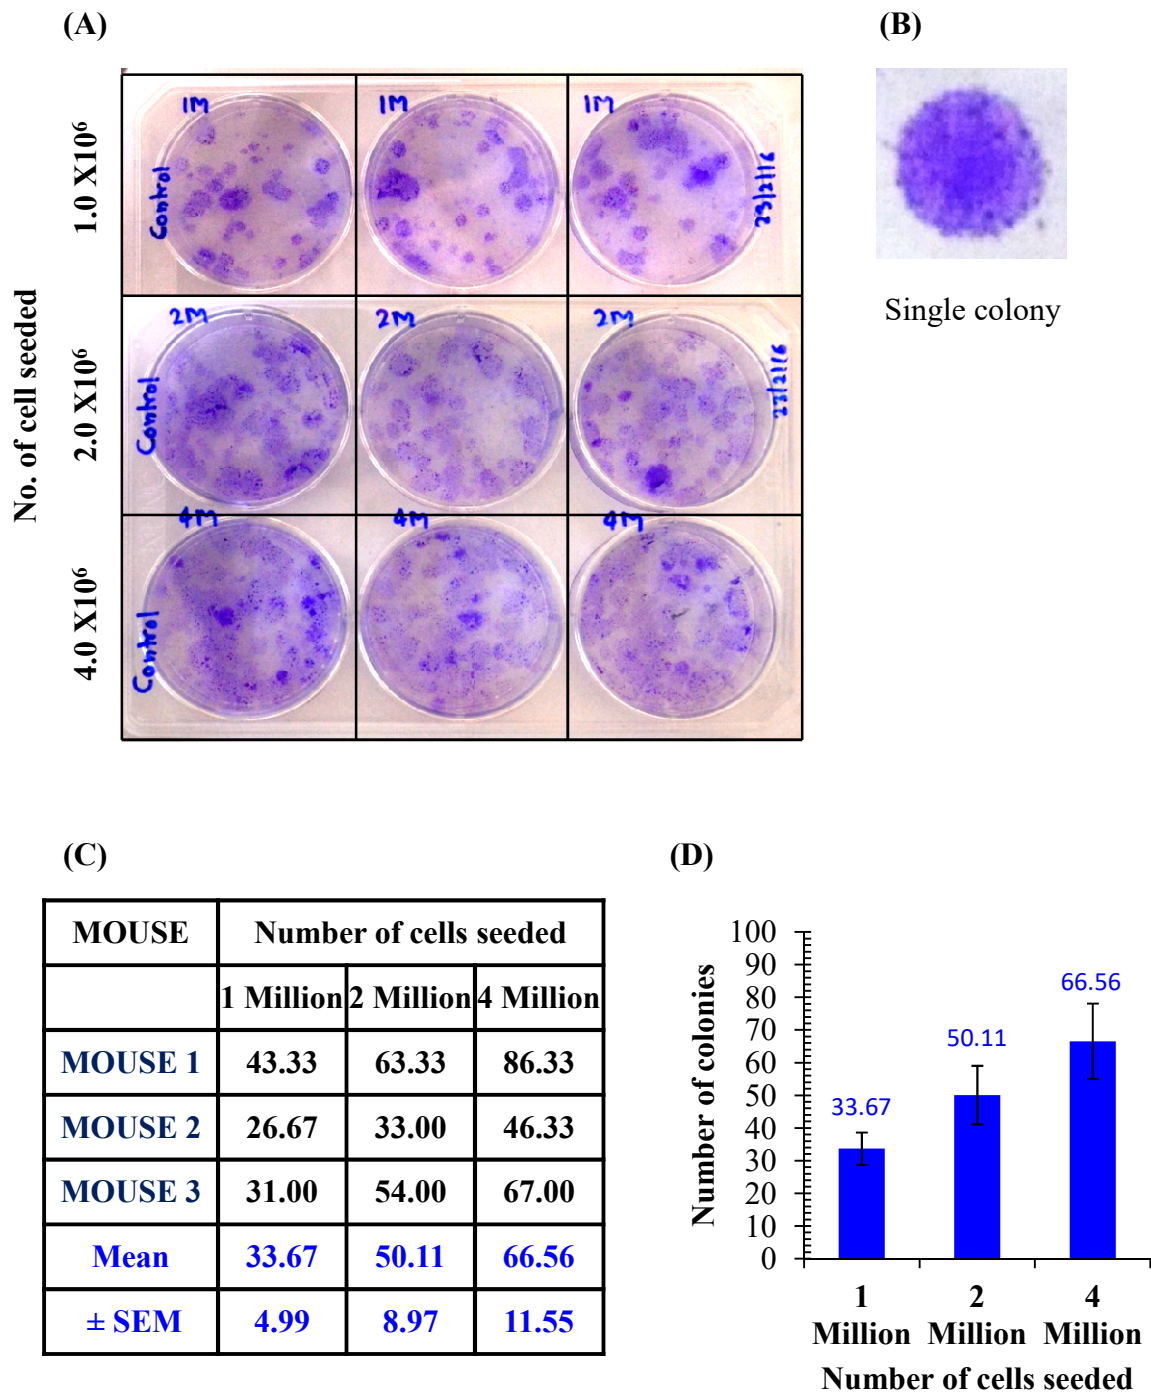 (A)
(B)
No. of cell seeded
1.0 X10⁶
2.0 X10⁶
4.0 X10⁶
1M
1M
1M
Control
23/2/16
2M
2M
2M
Control
23/2/16
4M
4M
4M
Control
Single colony
(C)
MOUSE Number of cells seeded
1 Million 2 Million 4 Million
MOUSE 1 43.33 63.33 86.33
MOUSE 2 26.67 33.00 46.33
MOUSE 3 31.00 54.00 67.00
Mean 33.67 50.11 66.56
± SEM 4.99 8.97 11.55
(D)
Number of colonies
100
90
80
70
60
50
40
30
20
10
0
33.67
50.11
66.56
1 2 4
Million Million Million
Number of cells seeded